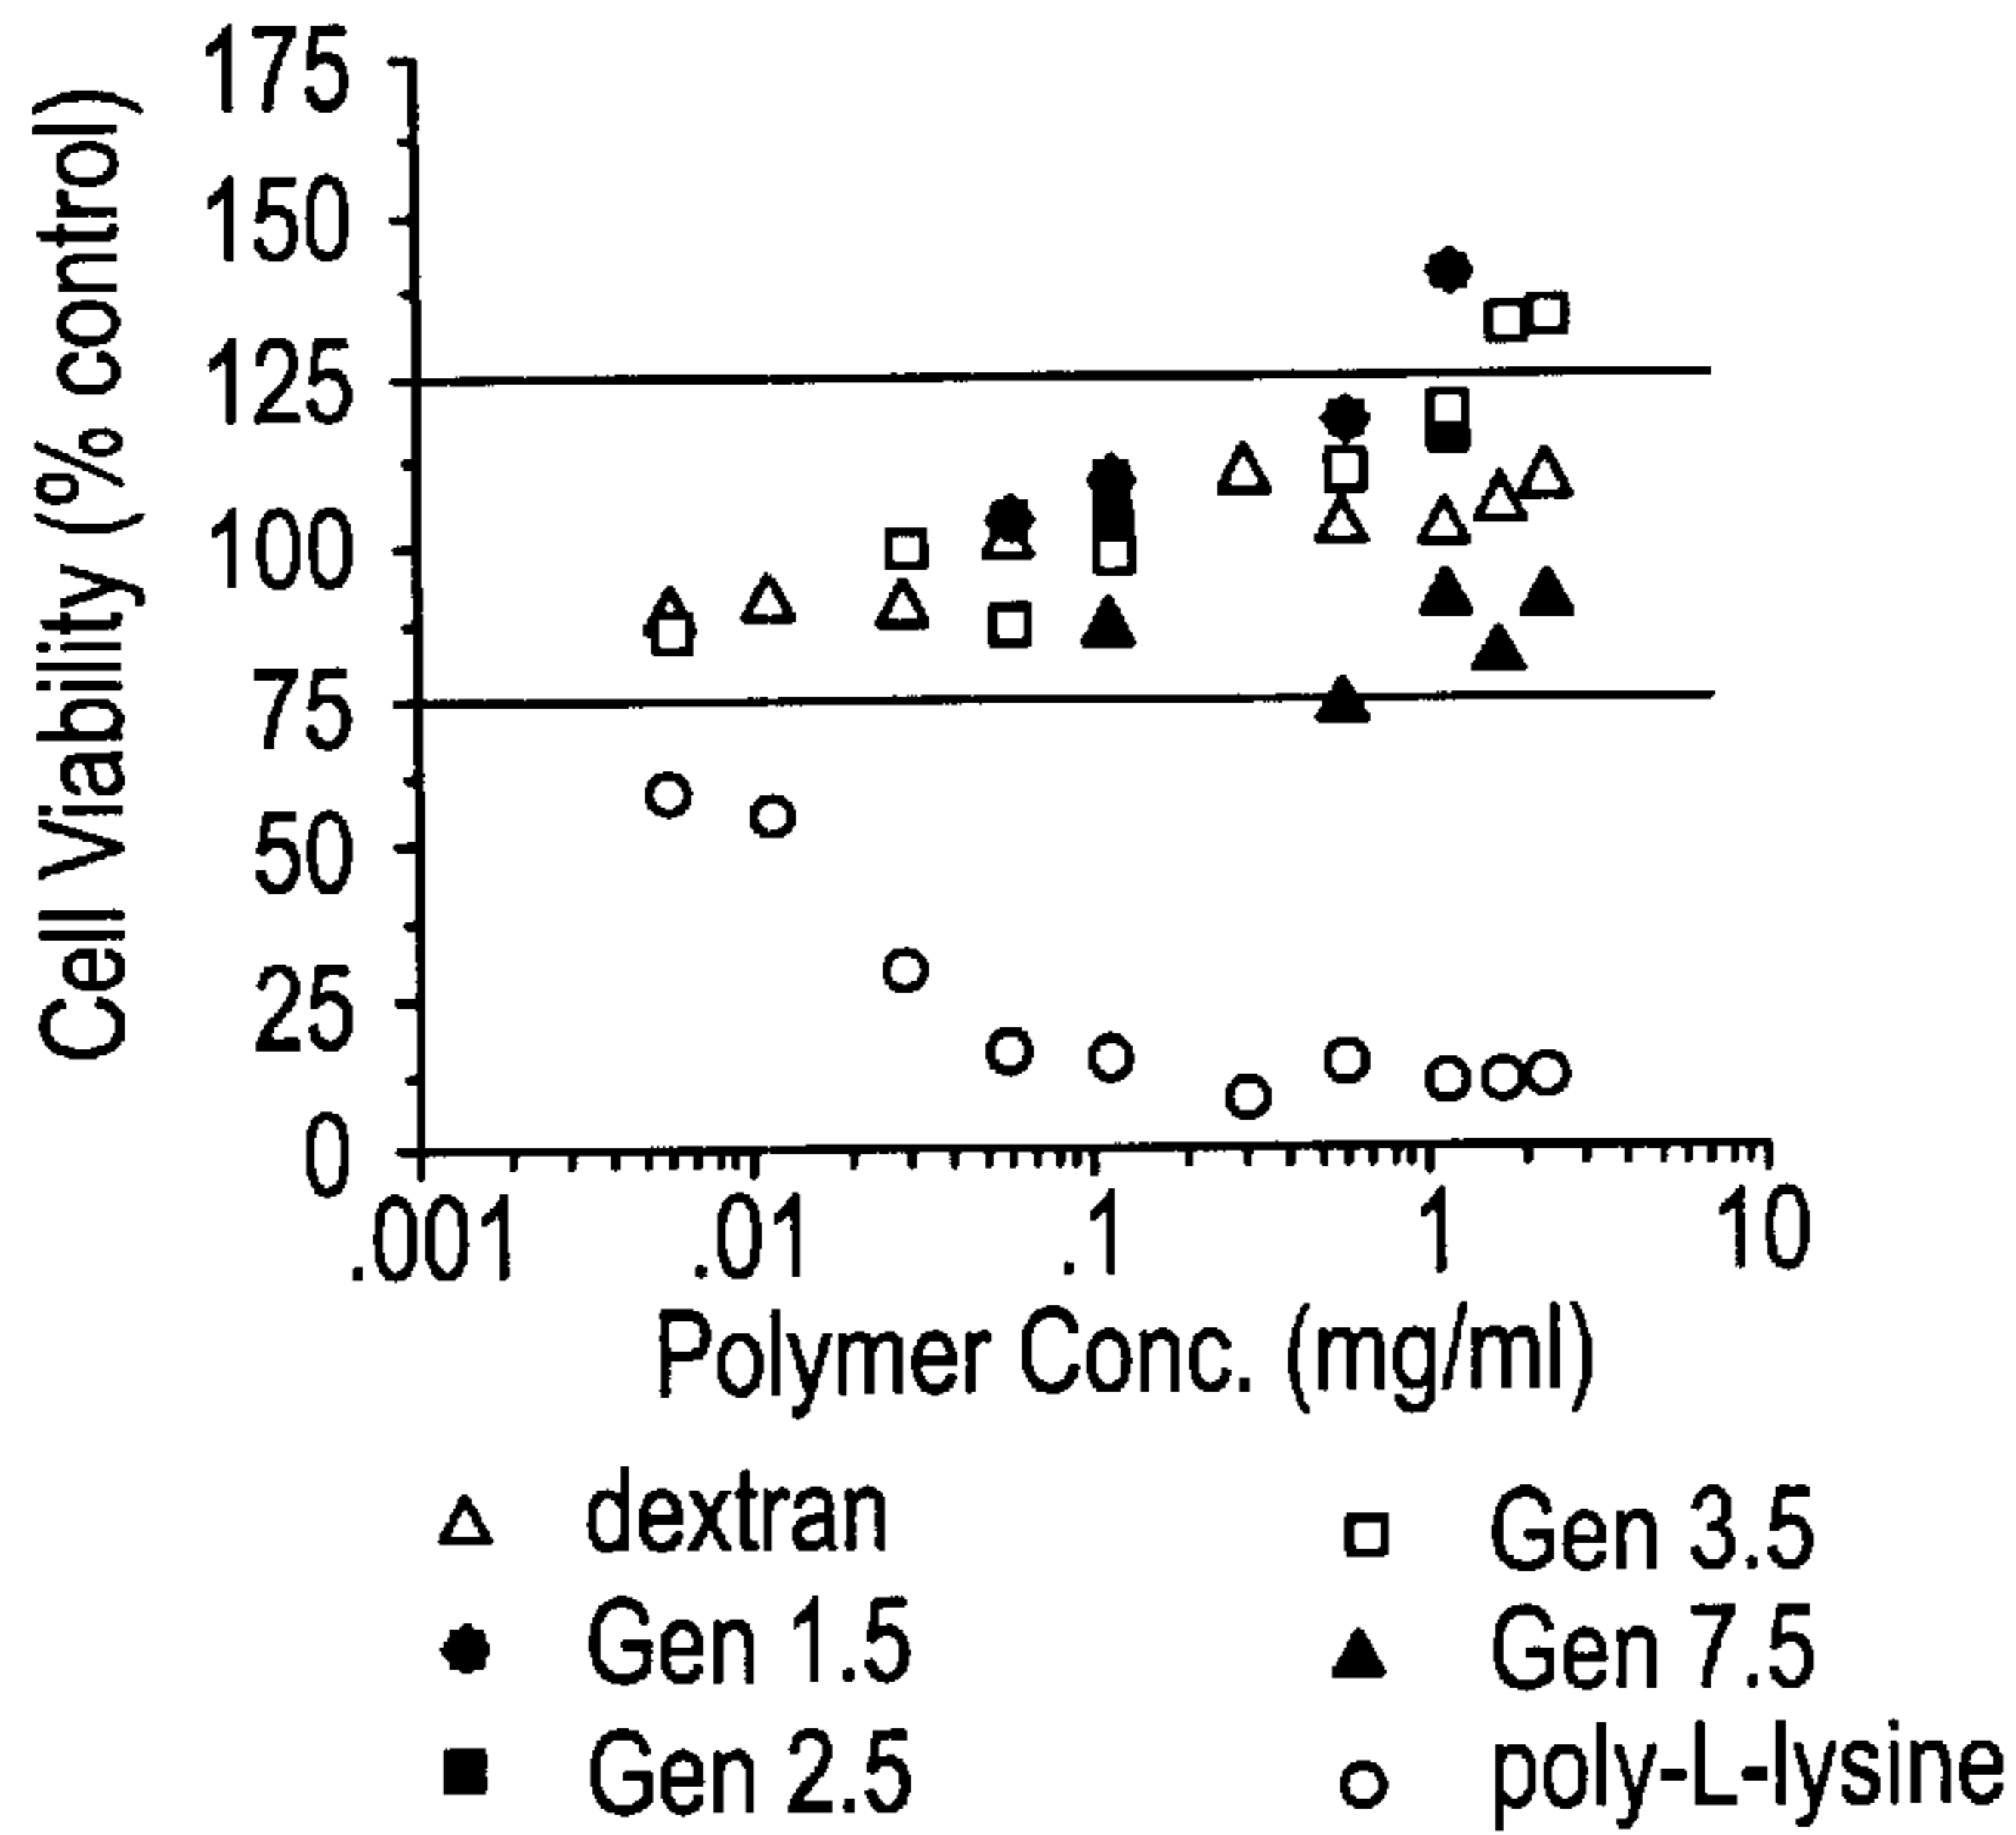 Cell Viability (% control)
175
150
125
100
75
50
25
0
.001 .01 .1 1 10
Polymer Conc. (mg/ml)
dextran
Gen 1.5
Gen 2.5
Gen 3.5
Gen 7.5
poly-L-lysine